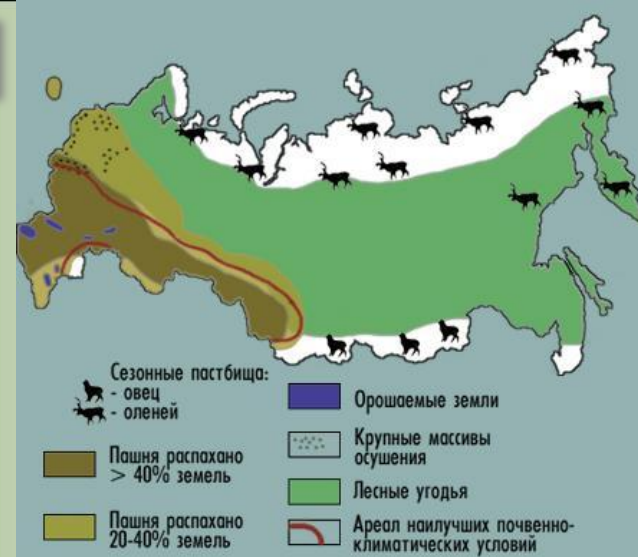 Сезонные пастбища:
- овец
- оленей
Пашня распахано
> 40% земель
Пашня распахано
20-40% земель
Орошаемые земли
Крупные массивы
осушения
Лесные угодья
Ареал наилучших почвенно-
климатических условий